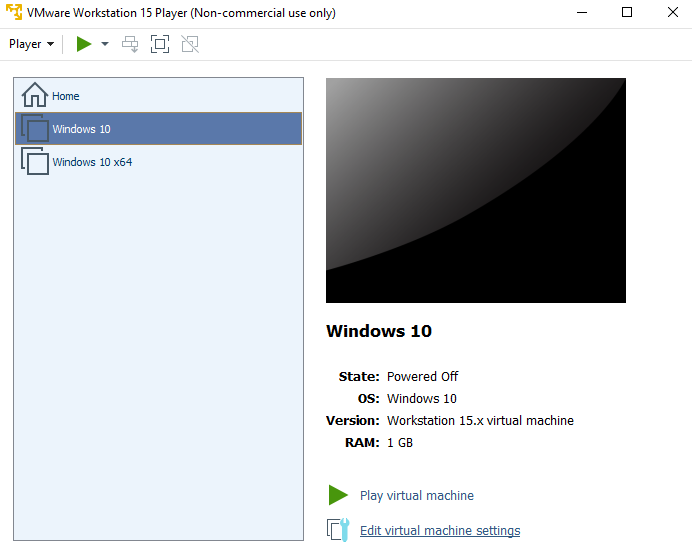 VMware Workstation 15 Player (Non-commercial use only)
Player
Home
Windows 10
Windows 10 x64
Windows 10
State: Powered Off
OS: Windows 10
Version: Workstation 15.x virtual machine
RAM: 1 GB
Play virtual machine
Edit virtual machine settings